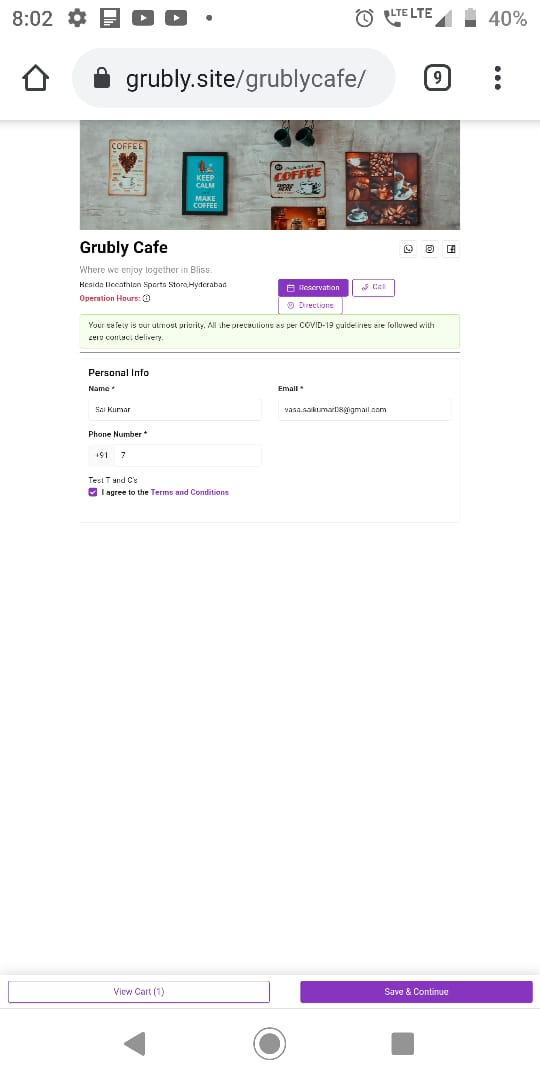 8:02
LTE LTE
40%
grubly.site/grublycafe/
9
COFFEE
KEEP
CALM
MAKE
COFFEE
COFFEE
Grubly Cafe
Where we enjoy together in Bliss.
Beside Decathlon Sports Store,Hyderabad
Reservation
Call
Operation Hours:
Directions
Your safety is our utmost priority. All the precautions as per COVID-19 guidelines are followed with
zero contact delivery.
Personal Info
Name *
Email *
Sai Kumar
vasa.saikumar08@gmail.com
Phone Number *
+91 7
Test T and C's
I agree to the Terms and Conditions
View Cart (1)
Save & Continue